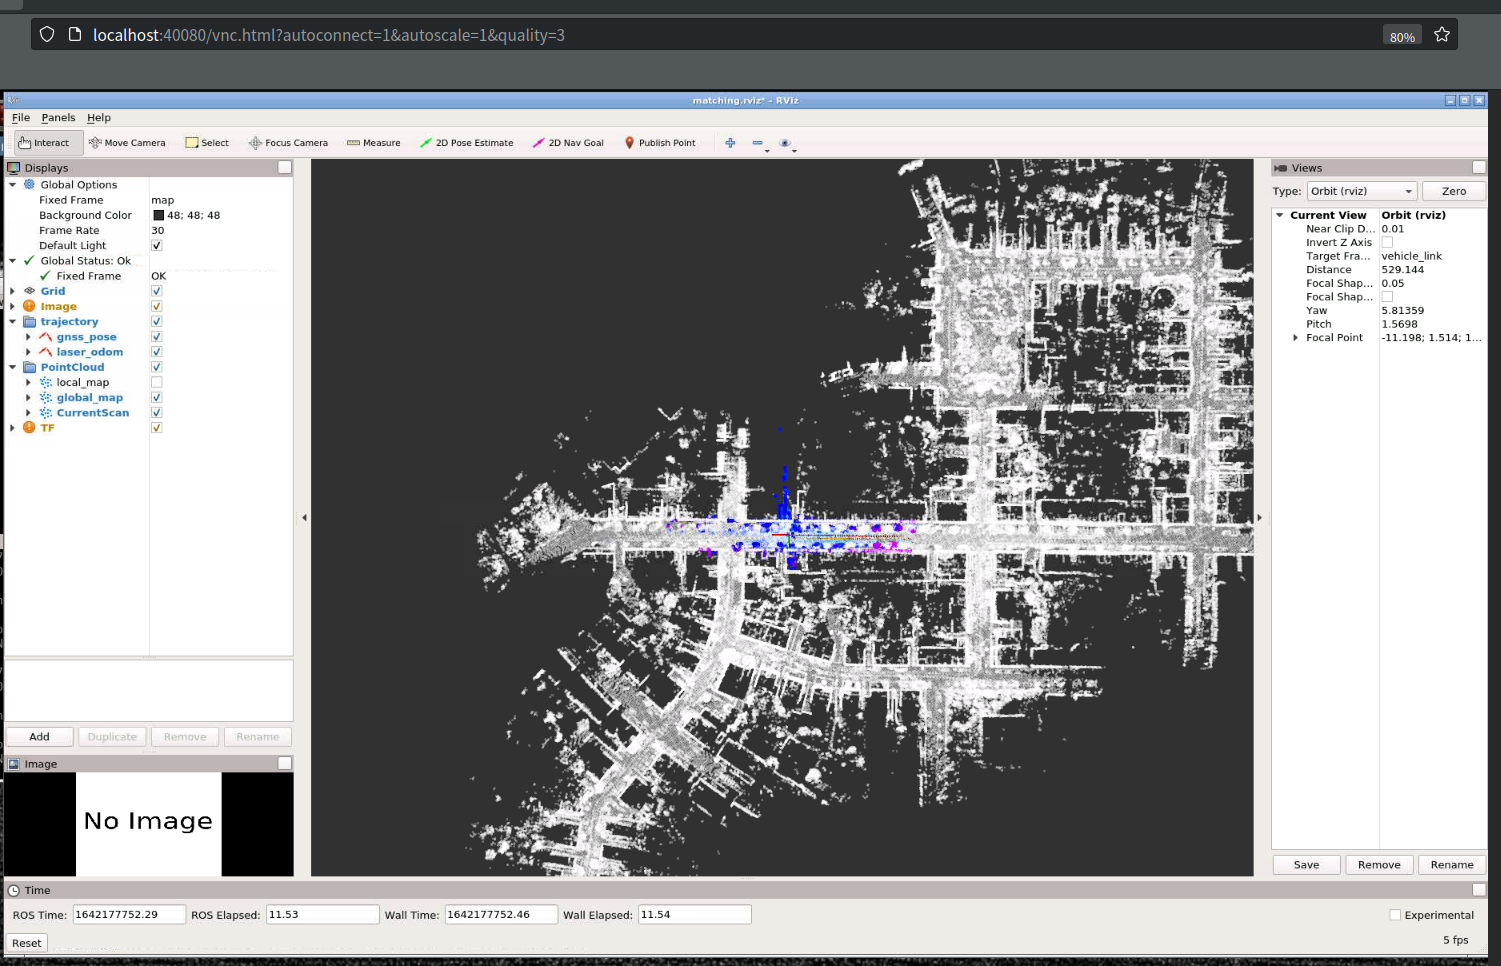 localhost:40080/vnc.html?autoconnect=1&autoscale=1&quality=3
80%
matching.rviz* - RViz
File Panels Help
Interact Move Camera Select Focus Camera Measure 2D Pose Estimate 2D Nav Goal Publish Point
Displays
Global Options
Fixed Frame map
Background Color 48; 48; 48
Frame Rate 30
Default Light
Global Status: Ok
Fixed Frame OK
Grid
Image
trajectory
gnss_pose
laser_odom
PointCloud
local_map
global_map
CurrentScan
TF
Add Duplicate Remove Rename
Image
No Image
Views
Type: Orbit (rviz) Zero
Current View Orbit (rviz)
Near Clip D... 0.01
Invert Z Axis
Target Fra... vehicle_link
Distance 529.144
Focal Shap... 0.05
Focal Shap...
Yaw 5.81359
Pitch 1.5698
Focal Point -11.198; 1.514; 1...
Save Remove Rename
Time
ROS Time: 1642177752.29 ROS Elapsed: 11.53 Wall Time: 1642177752.46 Wall Elapsed: 11.54 Experimental
Reset 5 fps